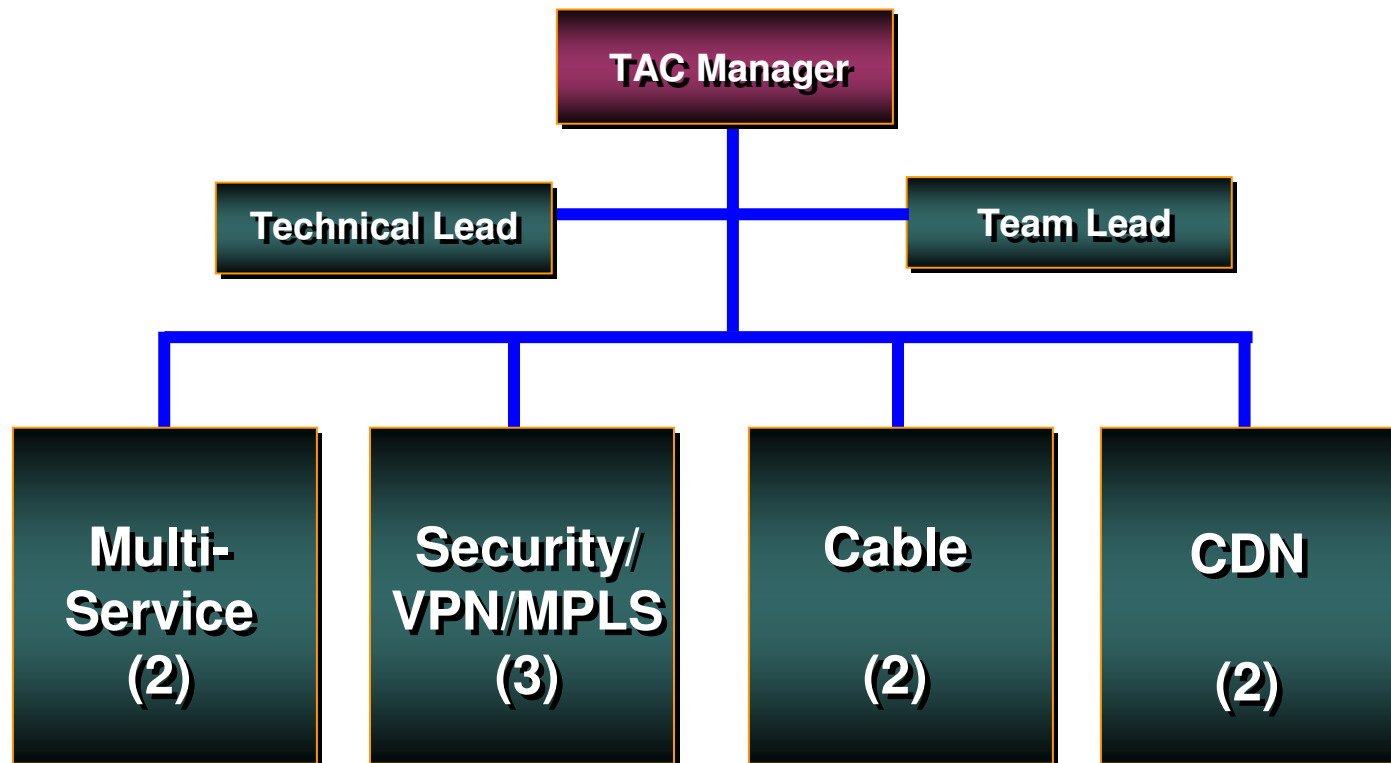 TAC Manager
Technical Lead
Team Lead
Multi-
Service
(2)
Security/
VPN/MPLS
(3)
Cable
(2)
CDN
(2)